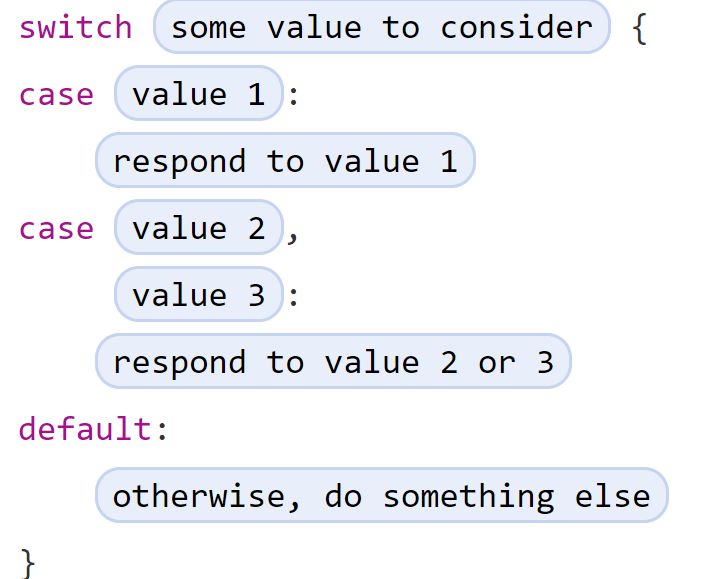 switch some value to consider {
case value 1:
respond to value 1
case value 2,
value 3:
respond to value 2 or 3
default:
otherwise, do something else
}